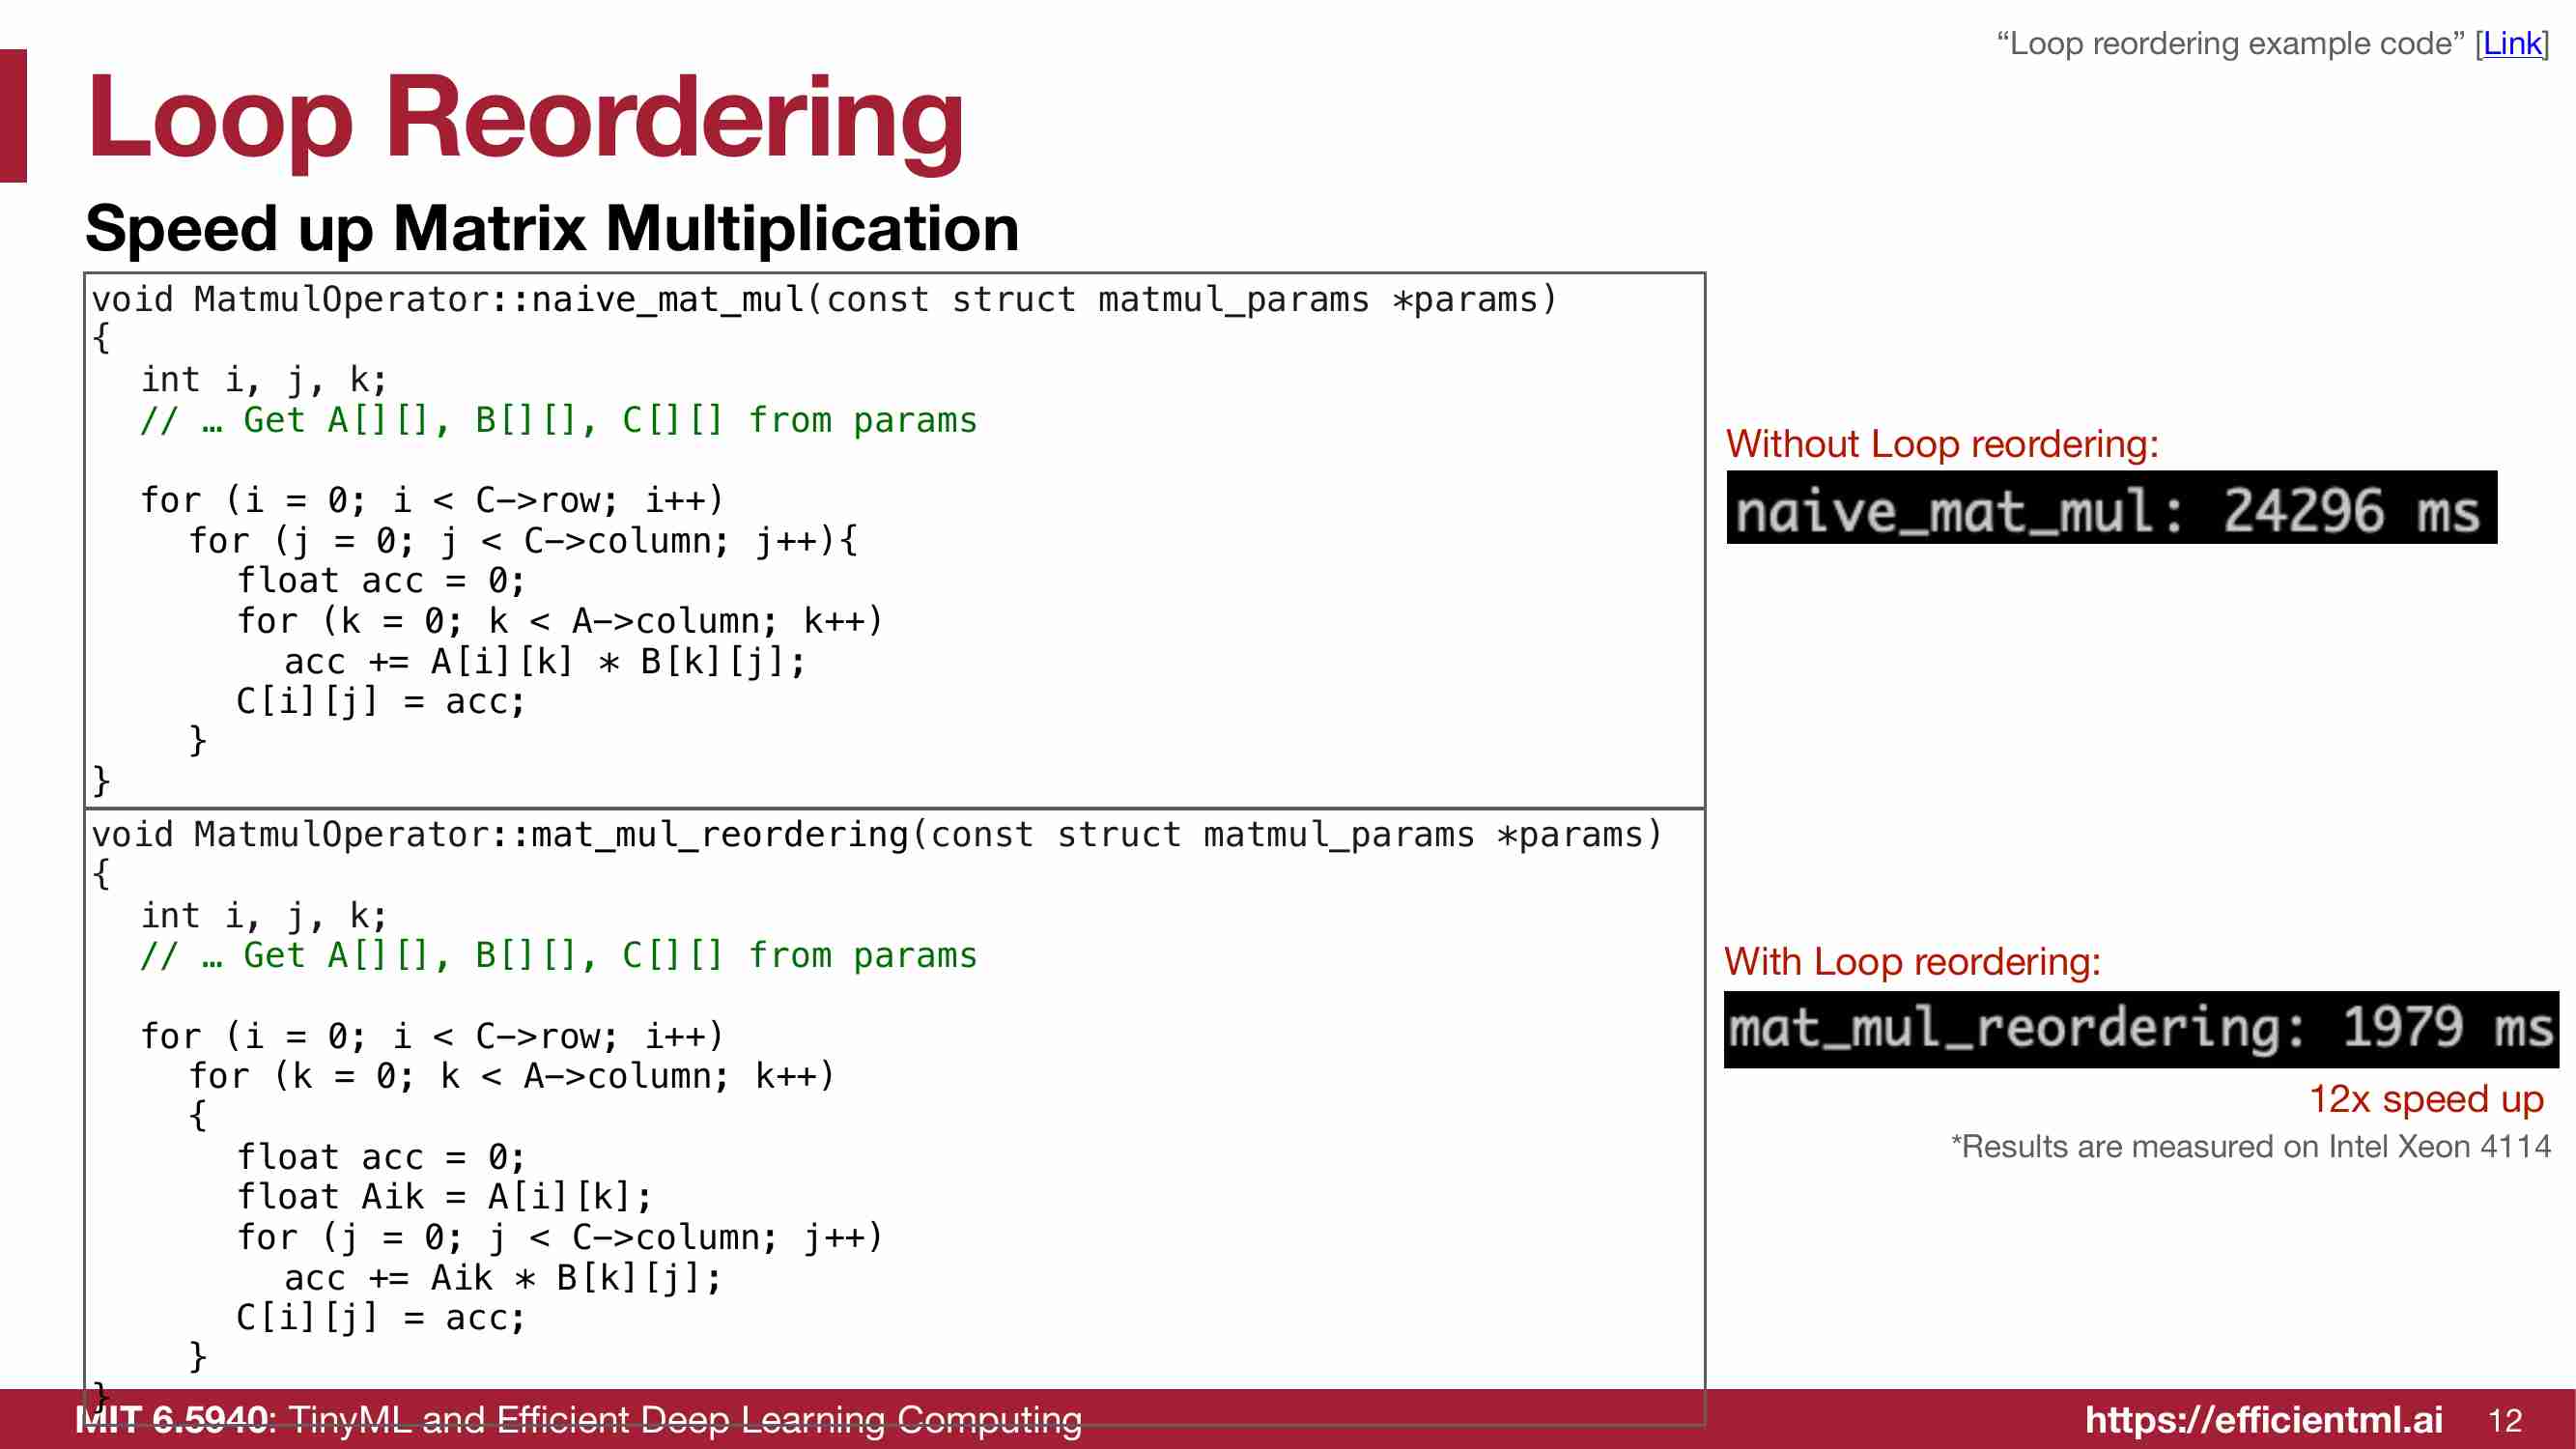 “Loop reordering example code” [Link]
Loop Reordering
Speed up Matrix Multiplication
void MatmulOperator::naive_mat_mul(const struct matmul_params *params)
{
int i, j, k;
// … Get A[][], B[][], C[][] from params
for (i = 0; i < C->row; i++)
for (j = 0; j < C->column; j++){
float acc = 0;
for (k = 0; k < A->column; k++)
acc += A[i][k] * B[k][j];
C[i][j] = acc;
}
}
Without Loop reordering:
naive_mat_mul: 24296 ms
void MatmulOperator::mat_mul_reordering(const struct matmul_params *params)
{
int i, j, k;
// … Get A[][], B[][], C[][] from params
for (i = 0; i < C->row; i++)
for (k = 0; k < A->column; k++)
{
float acc = 0;
float Aik = A[i][k];
for (j = 0; j < C->column; j++)
acc += Aik * B[k][j];
C[i][j] = acc;
}
}
With Loop reordering:
mat_mul_reordering: 1979 ms
12x speed up
*Results are measured on Intel Xeon 4114
MIT 6.5940: TinyML and Efficient Deep Learning Computing
https://efficientml.ai 12